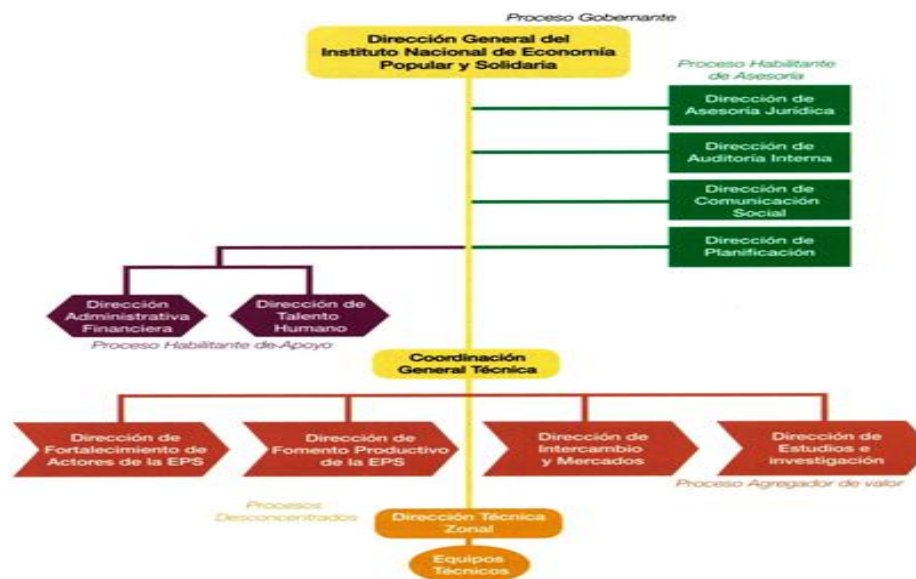 Proceso Gobernante
Dirección General del
Instituto Nacional de Economía
Popular y Solidaria
Proceso Habilitante
de Asesoría
Dirección de
Asesoría Jurídica
Dirección de
Auditoría Interna
Dirección de
Comunicación
Social
Dirección de
Planificación
Dirección
Administrativa
Financiera
Dirección de
Talento
Humano
Proceso Habilitante de Apoyo
Coordinación
General Técnica
Dirección de
Fortalecimiento de
Actores de la EPS
Dirección de
Fomento Productivo
de la EPS
Dirección de
Intercambio
y Mercados
Dirección de
Estudios e
investigación
Proceso Agregador de valor
Procesos
Desconcentrados
Dirección Técnica
Zonal
Equipos
Técnicos